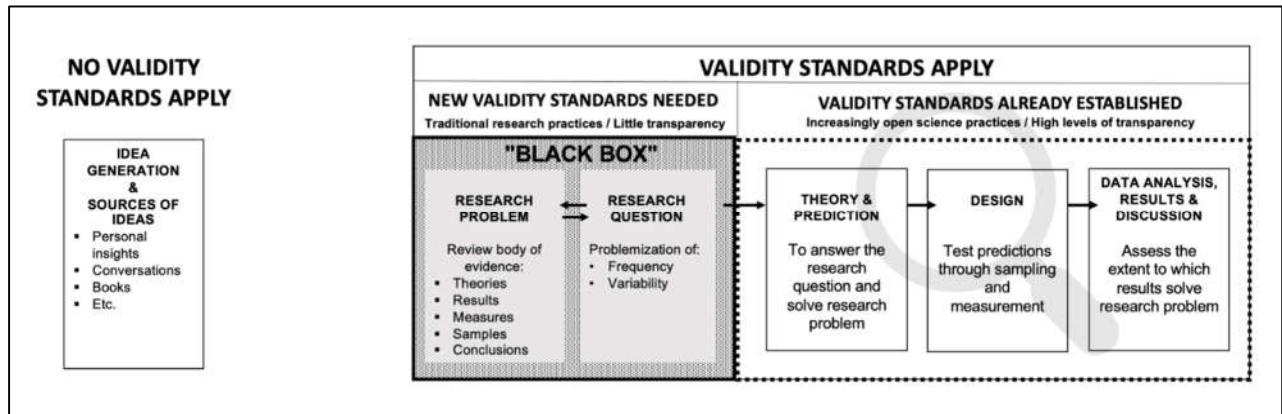 NO VALIDITY
STANDARDS APPLY
IDEA
GENERATION
&
SOURCES OF
IDEAS
▪ Personal
insights
▪ Conversations
▪ Books
▪ Etc.
VALIDITY STANDARDS APPLY
NEW VALIDITY STANDARDS NEEDED
Traditional research practices / Little transparency
"BLACK BOX"
RESEARCH
PROBLEM
Review body of
evidence:
▪ Theories
▪ Results
▪ Measures
▪ Samples
▪ Conclusions
RESEARCH
QUESTION
Problemization of:
• Frequency
• Variability
VALIDITY STANDARDS ALREADY ESTABLISHED
Increasingly open science practices / High levels of transparency
THEORY &
PREDICTION
To answer the
research
question and
solve research
problem
DESIGN
Test predictions
through sampling
and
measurement
DATA ANALYSIS,
RESULTS &
DISCUSSION
Assess the
extent to which
results solve
research problem